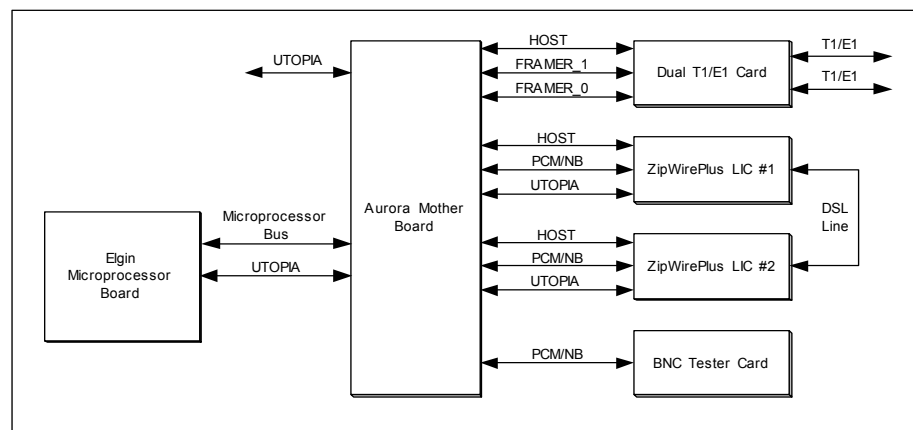 UTOPIA
HOST
FRAMER_1
FRAMER_0
Dual T1/E1 Card
T1/E1
T1/E1
HOST
PCM/NB
UTOPIA
ZipWirePlus LIC #1
Aurora Mother
Board
DSL
Line
Elgin
Microprocessor
Board
Microprocessor
Bus
UTOPIA
HOST
PCM/NB
UTOPIA
ZipWirePlus LIC #2
PCM/NB
BNC Tester Card